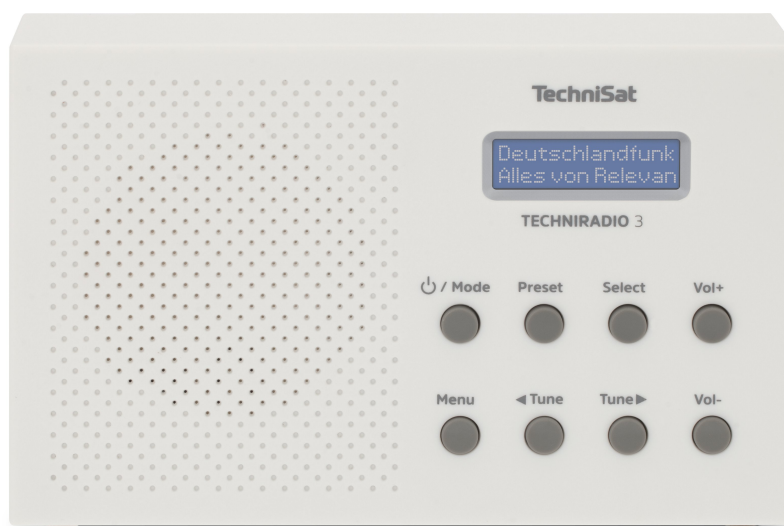 TechniSat
Deutschlandfunk
Alles von Relevan
TECHNIRADIO 3
/ Mode Preset Select Vol+
Menu ◀ Tune Tune ▶ Vol-